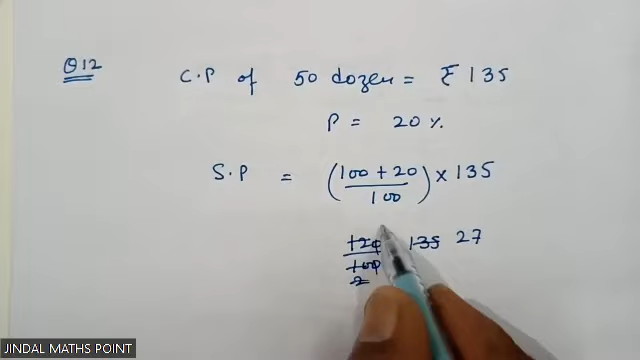 Q12
C.P of 50 dozen = ₹ 135
P = 20 %.
S.P = (100 + 20 / 100) × 135
120 / 100 135 27
2
JINDAL MATHS POINT